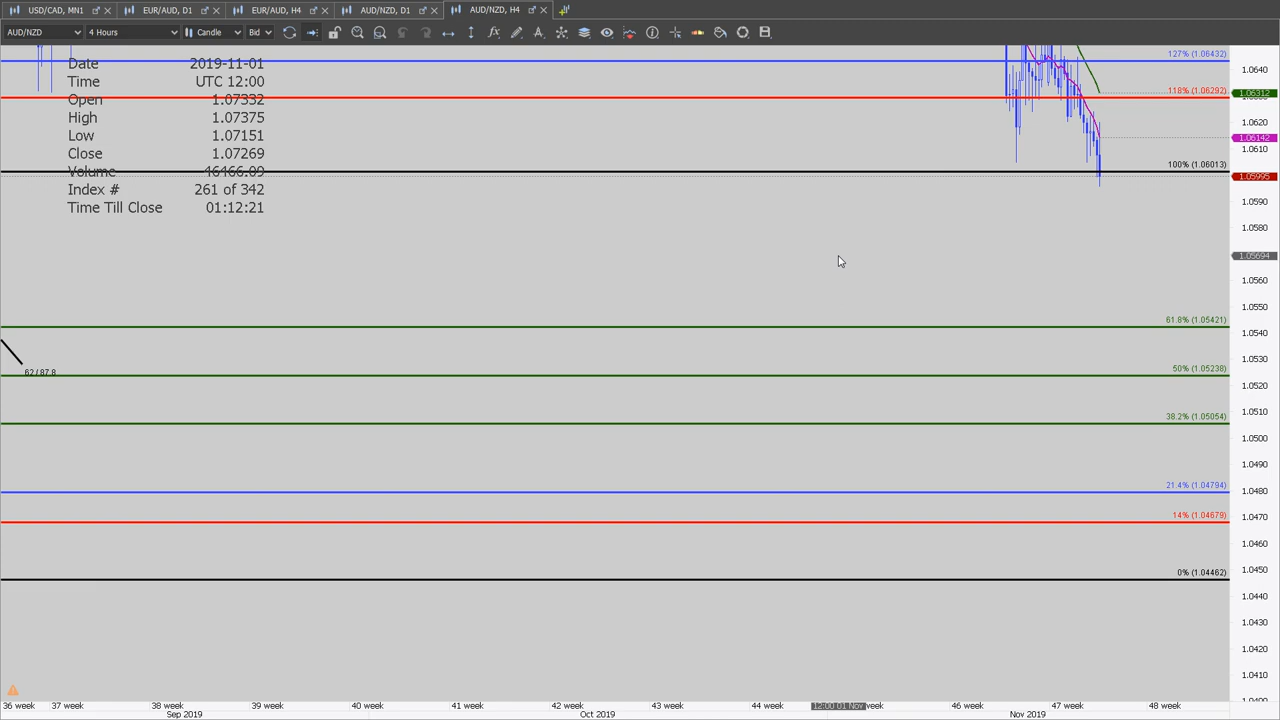 USD/CAD, MN1 EUR/AUD, D1 EUR/AUD, H4 AUD/NZD, D1 AUD/NZD, H4
AUD/NZD 4 Hours Candle Bid
Date 2019-11-01
Time UTC 12:00
Open 1.07332
High 1.07375
Low 1.07151
Close 1.07269
Volume 46466.09
Index # 261 of 342
Time Till Close 01:12:21
127% (1.06432)
118% (1.06292)
100% (1.06013)
61.8% (1.05421)
62 / 87.8
50% (1.05238)
38.2% (1.05054)
21.4% (1.04794)
14% (1.04679)
0% (1.04462)
1.0640
1.06312
1.0620
1.06142
1.0610
1.05995
1.0590
1.0580
1.05694
1.0560
1.0550
1.0540
1.0530
1.0520
1.0510
1.0500
1.0490
1.0480
1.0470
1.0460
1.0450
1.0440
1.0430
1.0420
1.0410
36 week 37 week 38 week 39 week 40 week 41 week 42 week 43 week 44 week 12:00 01 Nov week 46 week 47 week 48 week
Sep 2019 Oct 2019 Nov 2019